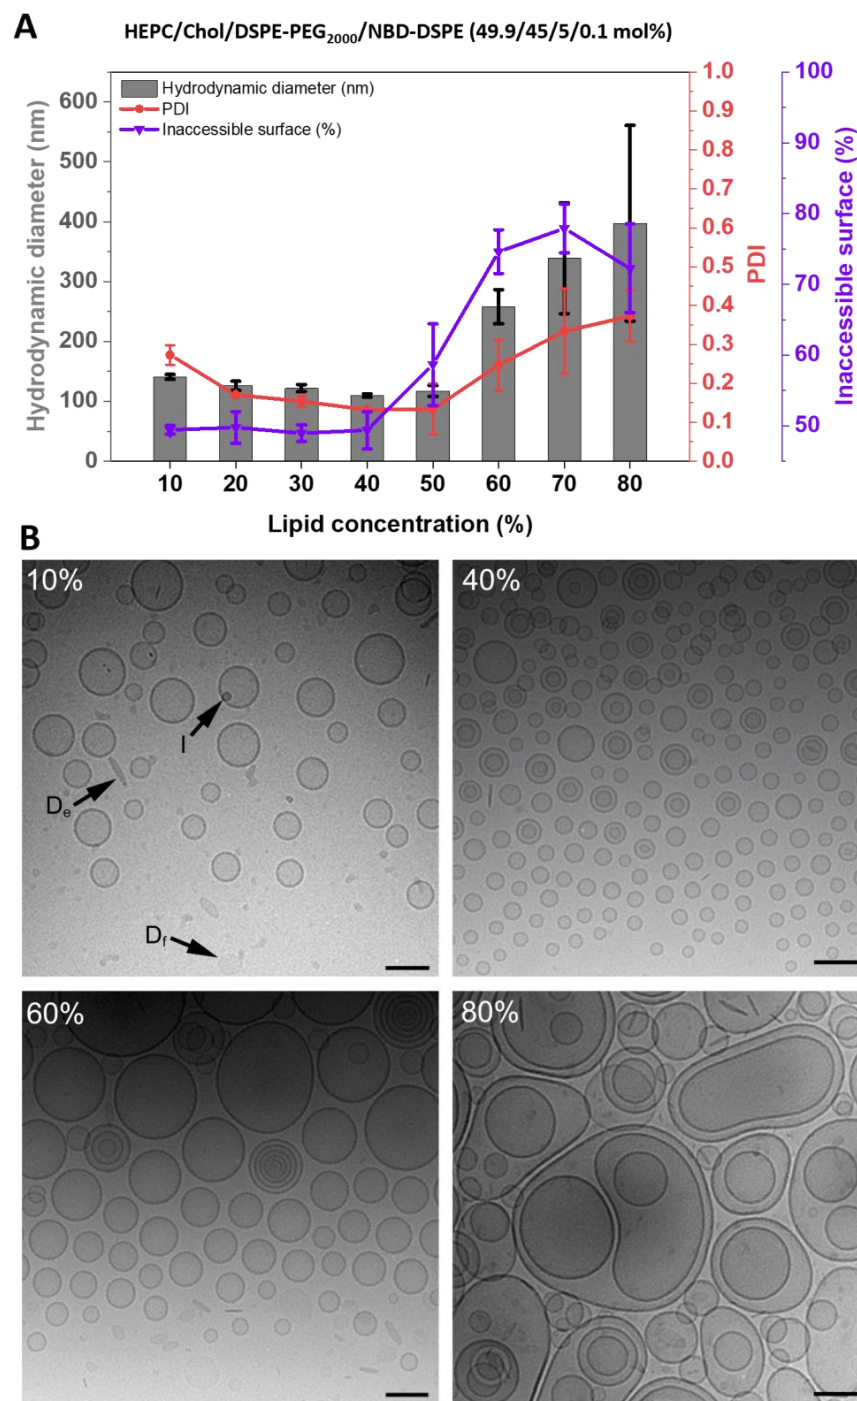 A
HEPC/Chol/DSPE-PEG2000/NBD-DSPE (49.9/45/5/0.1 mol%)
Hydrodynamic diameter (nm)
PDI
Inaccessible surface (%)
Hydrodynamic diameter (nm)
600
500
400
300
200
100
0
1.0
0.9
0.8
0.7
0.6
0.5
0.4
0.3
0.2
0.1
0.0
PDI
100
90
80
70
60
50
Inaccessible surface (%)
10 20 30 40 50 60 70 80
Lipid concentration (%)
B
10%
I
De
Df
40%
60%
80%